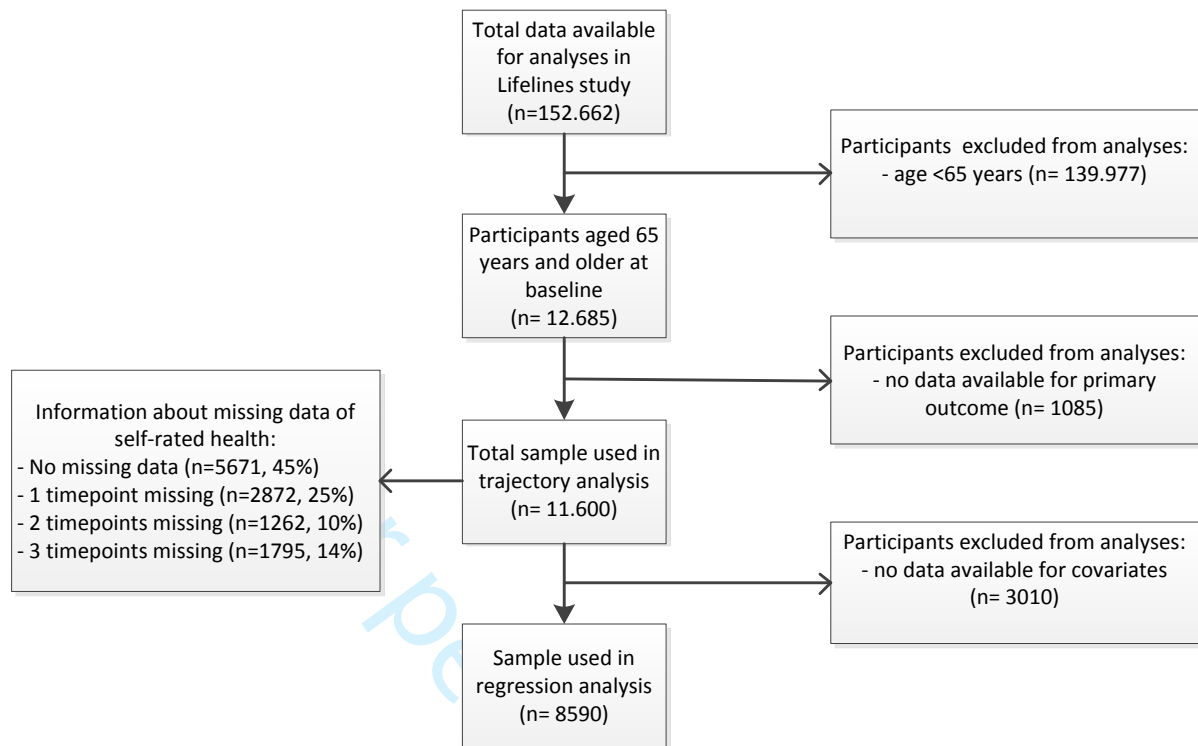 Total data available
for analyses in
Lifelines study
(n=152.662)
Participants excluded from analyses:
- age <65 years (n= 139.977)
Participants aged 65
years and older at
baseline
(n= 12.685)
Participants excluded from analyses:
- no data available for primary
outcome (n= 1085)
Information about missing data of
self-rated health:
- No missing data (n=5671, 45%)
- 1 timepoint missing (n=2872, 25%)
- 2 timepoints missing (n=1262, 10%)
- 3 timepoints missing (n=1795, 14%)
Total sample used in
trajectory analysis
(n= 11.600)
Participants excluded from analyses:
- no data available for covariates
(n= 3010)
Sample used in
regression analysis
(n= 8590)